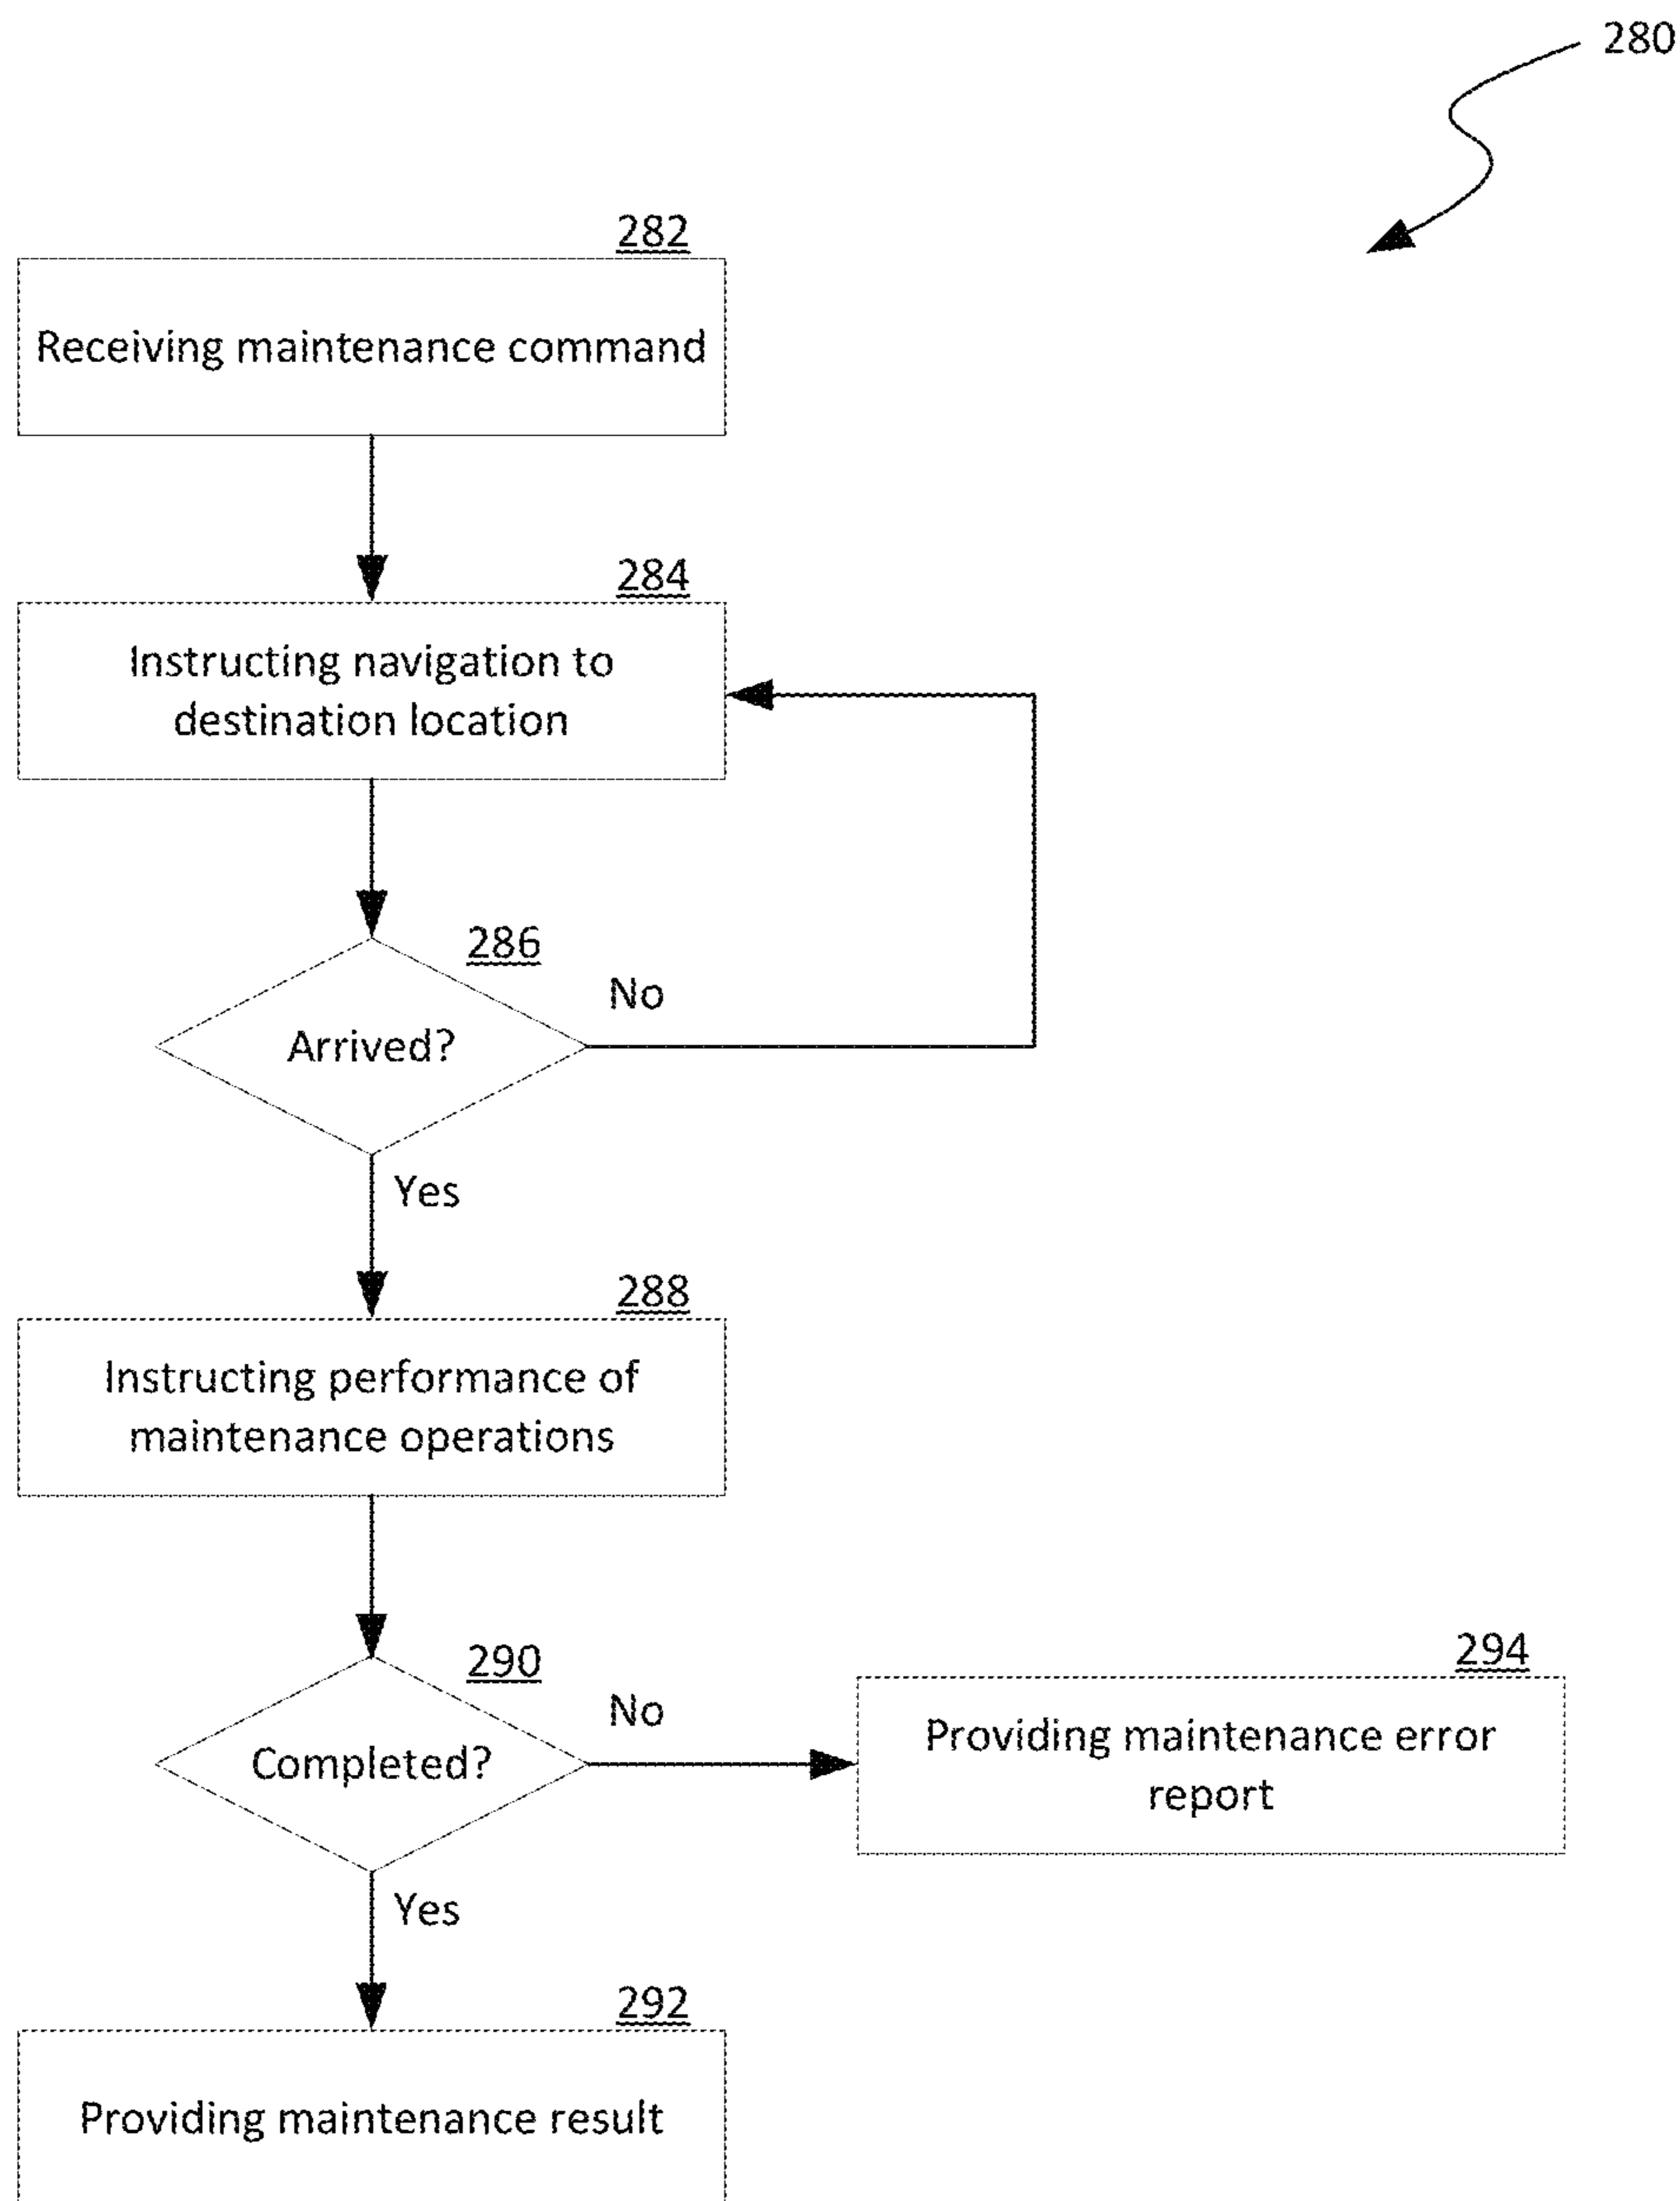 280
282
Receiving maintenance command
284
Instructing navigation to
destination location
286
No
Arrived?
Yes
288
Instructing performance of
maintenance operations
290
No
Completed?
294
Providing maintenance error
report
Yes
292
Providing maintenance result